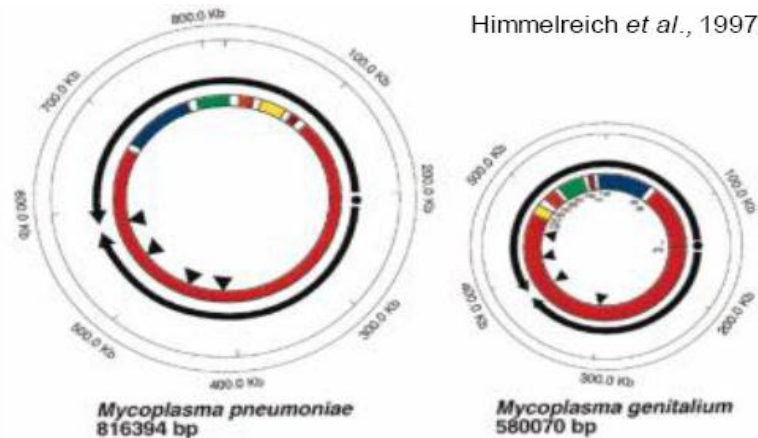 Himmelreich et al., 1997
800.0 Kb
100.0 Kb
200.0 Kb
300.0 Kb
400.0 Kb
500.0 Kb
600.0 Kb
700.0 Kb
Mycoplasma pneumoniae
816394 bp
100.0 Kb
200.0 Kb
300.0 Kb
400.0 Kb
500.0 Kb
Mycoplasma genitalium
580070 bp